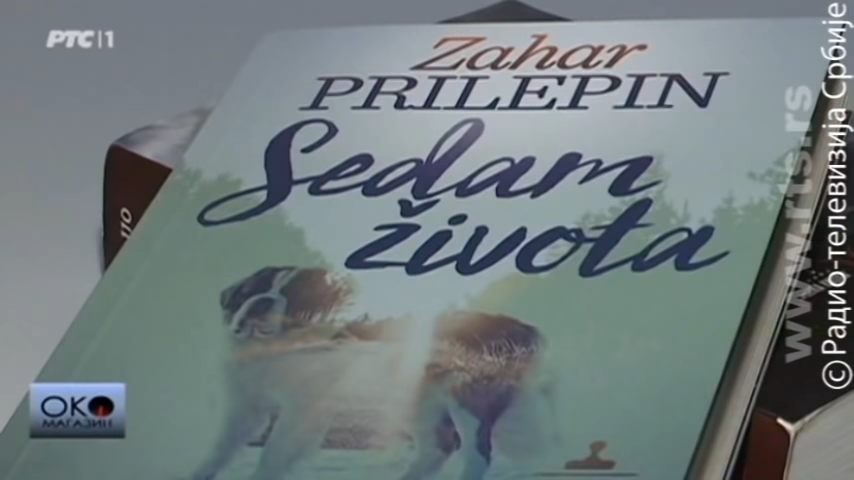 РТС|1
Zahar
PRILEPIN
Sedam
života
ОКО
МАГАЗИН
www.rts.rs
©Радио-телевизија Србије